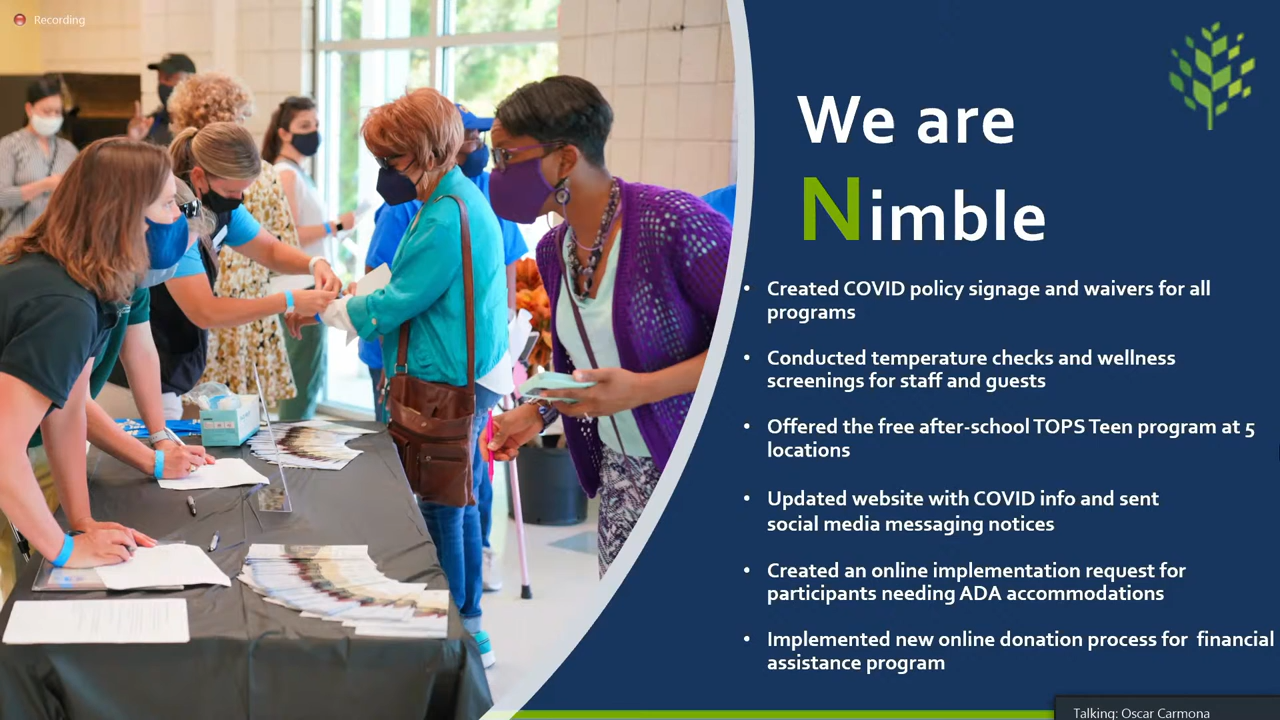 Recording
We are
Nimble
• Created COVID policy signage and waivers for all
programs
• Conducted temperature checks and wellness
screenings for staff and guests
• Offered the free after-school TOPS Teen program at 5
locations
• Updated website with COVID info and sent
social media messaging notices
• Created an online implementation request for
participants needing ADA accommodations
• Implemented new online donation process for financial
assistance program
Talking: Oscar Carmona